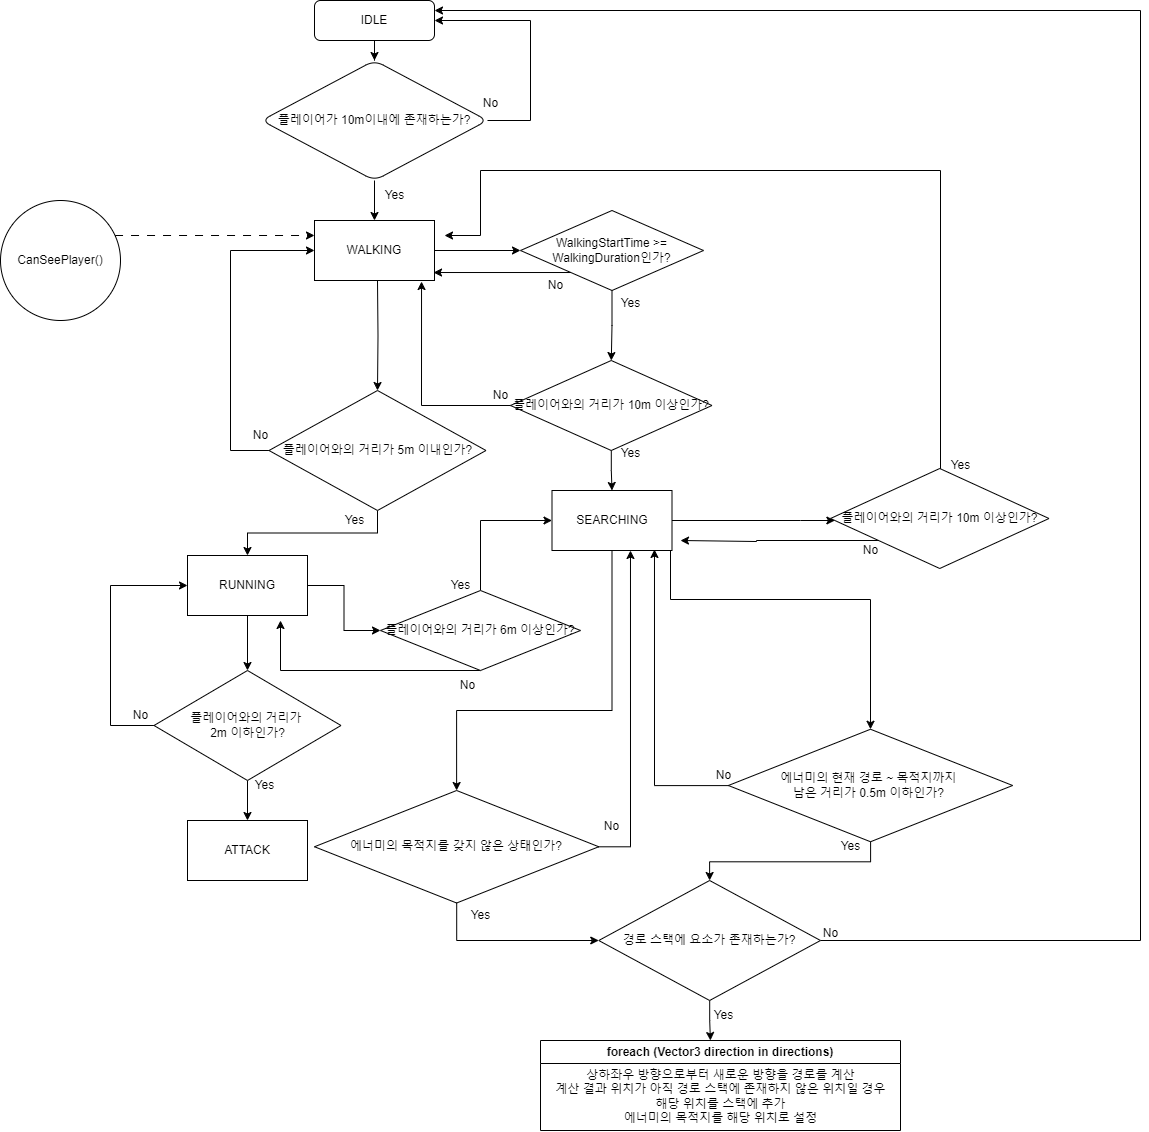 IDLE
No
플레이어가 10m이내에 존재하는가?
Yes
CanSeePlayer()
WALKING
WalkingStartTime >=
WalkingDuration인가?
No
Yes
No
플레이어와의 거리가 10m 이상인가?
No
플레이어와의 거리가 5m 이내인가?
Yes
Yes
Yes
SEARCHING
플레이어와의 거리가 10m 이상인가?
No
RUNNING
Yes
플레이어와의 거리가 6m 이상인가?
No
No
플레이어와의 거리가
2m 이하인가?
Yes
ATTACK
No
에너미의 현재 경로 ~ 목적지까지
남은 거리가 0.5m 이하인가?
Yes
에너미의 목적지를 갖지 않은 상태인가?
No
Yes
경로 스택에 요소가 존재하는가?
No
Yes
foreach (Vector3 direction in directions)
상하좌우 방향으로부터 새로운 방향을 경로를 계산
계산 결과 위치가 아직 경로 스택에 존재하지 않은 위치일 경우
해당 위치를 스택에 추가
에너미의 목적지를 해당 위치로 설정